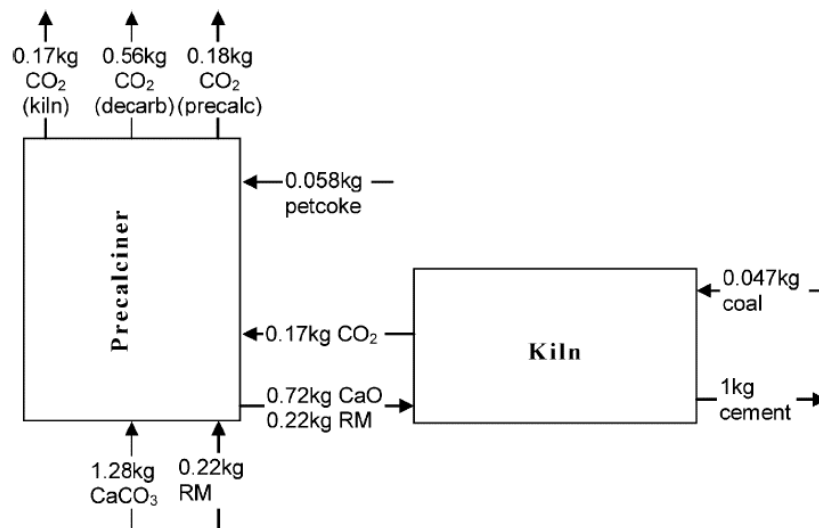 0.17kg 0.56kg 0.18kg
CO₂ CO₂ CO₂
(kiln) (decarb) (precalc)
0.058kg
petcoke
Precalciner
0.047kg
coal
0.17kg CO₂
Kiln
0.72kg CaO
0.22kg RM
1kg
cement
1.28kg 0.22kg
CaCO₃ RM